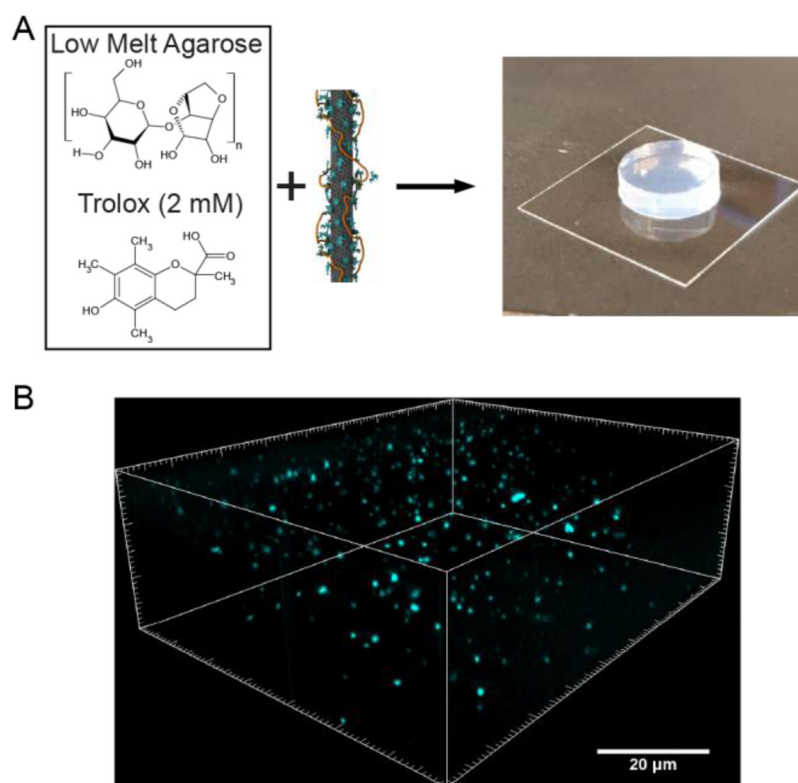 A
Low Melt Agarose
OH
O
O
HO
O
O
H
O
OH
HO
OH
n
Trolox (2 mM)
CH3
HO
O
H3C
O
CH3
HO
CH3
+
B
20 µm